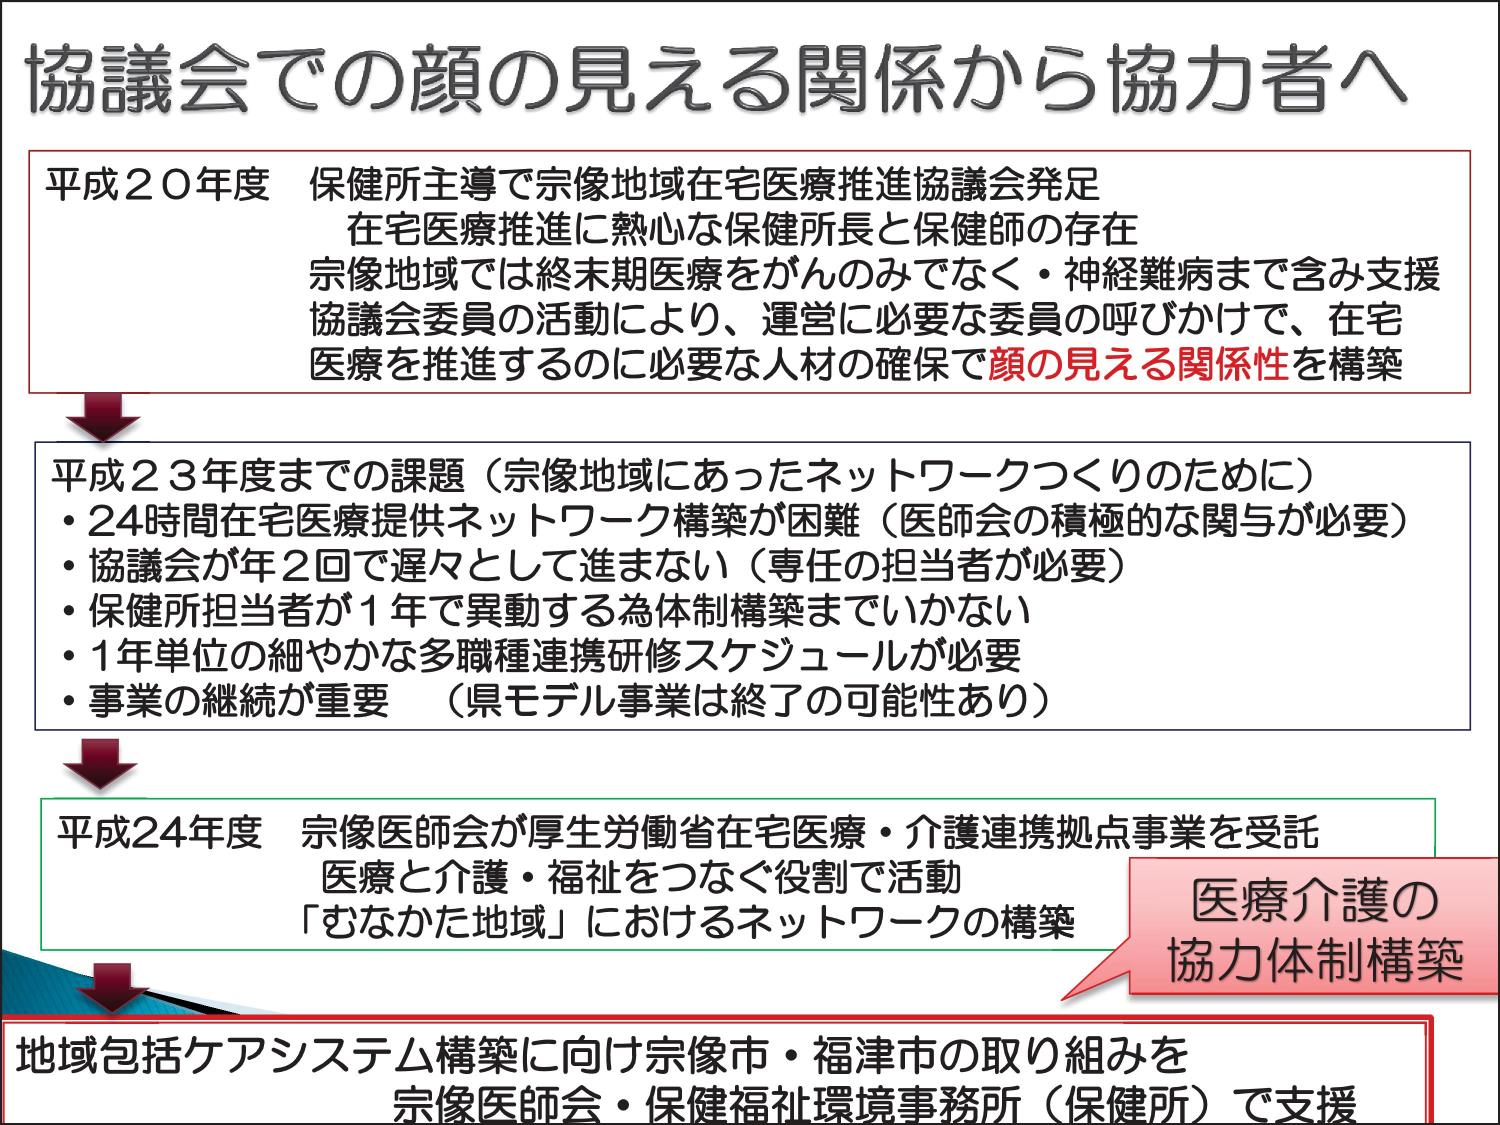 協議会での顔の見える関係から協力者へ
平成２０年度　保健所主導で宗像地域在宅医療推進協議会発足
在宅医療推進に熱心な保健所長と保健師の存在
宗像地域では終末期医療をがんのみでなく・神経難病まで含み支援
協議会委員の活動により、運営に必要な委員の呼びかけで、在宅
医療を推進するのに必要な人材の確保で顔の見える関係性を構築
平成２３年度までの課題（宗像地域にあったネットワークつくりのために）
・24時間在宅医療提供ネットワーク構築が困難（医師会の積極的な関与が必要）
・協議会が年２回で遅々として進まない（専任の担当者が必要）
・保健所担当者が１年で異動する為体制構築までいかない
・1年単位の細やかな多職種連携研修スケジュールが必要
・事業の継続が重要　（県モデル事業は終了の可能性あり）
平成24年度　宗像医師会が厚生労働省在宅医療・介護連携拠点事業を受託
医療と介護・福祉をつなぐ役割で活動
「むなかた地域」におけるネットワークの構築
医療介護の
協力体制構築
地域包括ケアシステム構築に向け宗像市・福津市の取り組みを
宗像医師会・保健福祉環境事務所（保健所）で支援